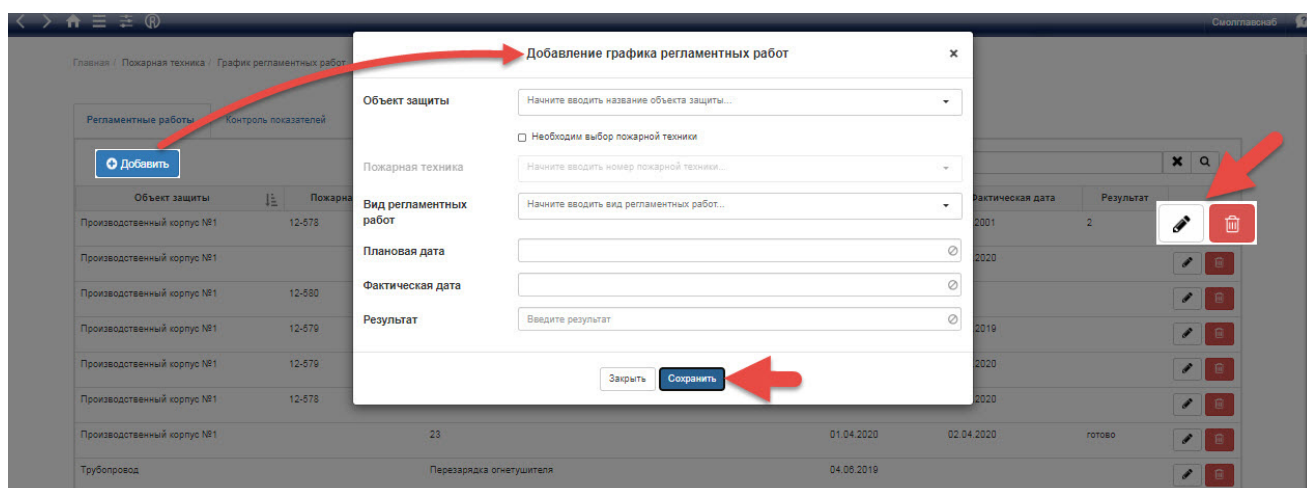 Смолглавснаб
Добавление графика регламентных работ ×
Главная / Пожарная техника / График регламентных работ
Объект защиты Начните вводить название объекта защиты...
Регламентные работы Контроль показателей
Необходим выбор пожарной техники
Добавить
Пожарная техника Начните вводить номер пожарной техники...
Объект защиты Пожарна Фактическая дата Результат
Вид регламентных работ Начните вводить вид регламентных работ...
Производственный корпус №1 12-578 2001 2
Плановая дата
Производственный корпус №1 2020
Фактическая дата
Производственный корпус №1 12-580
Результат Введите результат
Производственный корпус №1 12-579 2019
Производственный корпус №1 12-579 2020
Закрыть Сохранить
Производственный корпус №1 12-578 2020
Производственный корпус №1 23 01.04.2020 02.04.2020 готово
Трубопровод Перезарядка огнетушителя 04.06.2019